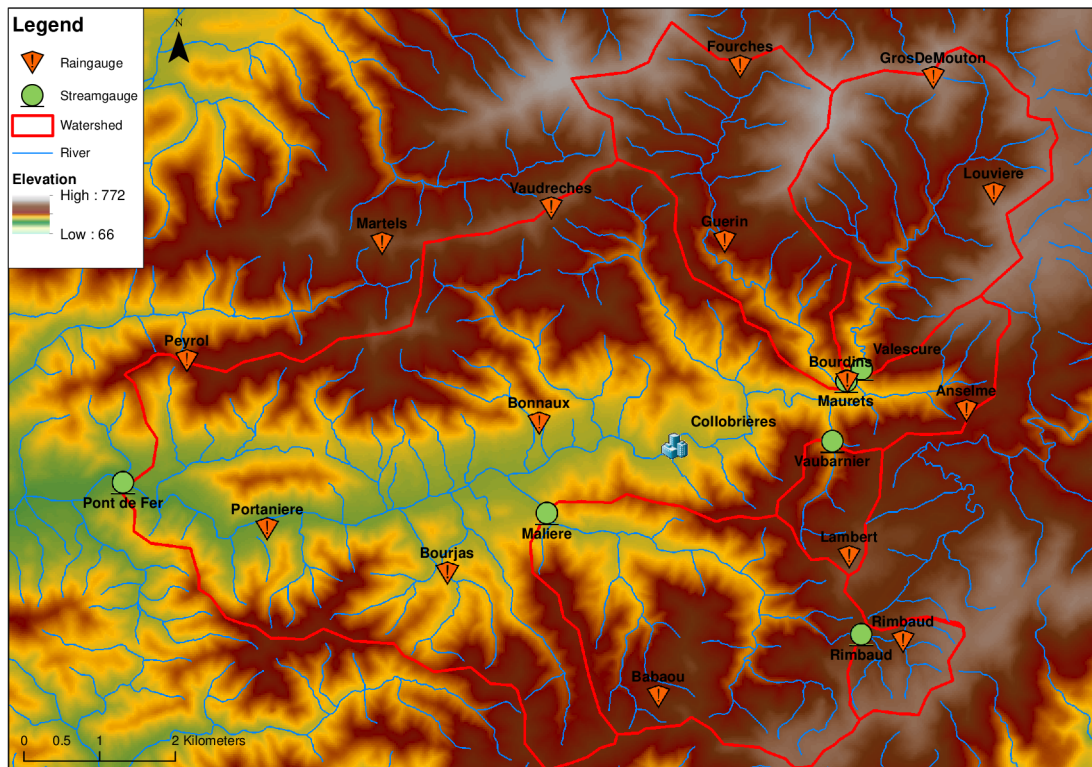 Legend
N
Raingauge
Streamgauge
Watershed
River
Elevation
High : 772
Low : 66
Fourches
GrosDeMouton
Louviere
Vaudreches
Martels
Guerin
Peyrol
Valescure
Bourdins
Maurets
Anselme
Bonnaux
Collobrières
Vaubarnier
Pont de Fer
Portaniere
Maliere
Bourjas
Lambert
Rimbaud
Rimbaud
Babaou
0 0.5 1 2 Kilometers